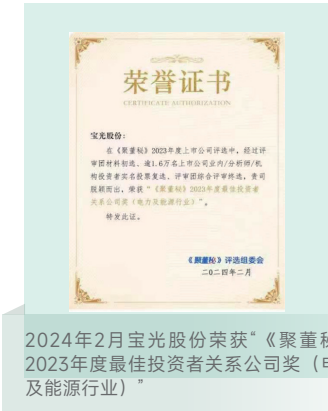 荣誉证书
CERTIFICATE AUTHORIZATION
宝光股份：
在《聚董秘》2023年度上市公司评选中，经过评
审团材料初选、逾1.6万名上市公司业内/分析师/机
构投资者实名投票复选、评审团综合评审终选，贵司
脱颖而出，荣获“《聚董秘》2023年度最佳投资者
关系公司奖（电力及能源行业）”。
特发此证。
《聚董秘》评选组委会
二〇二四年二月
2024年2月宝光股份荣获“《聚董秘
2023年度最佳投资者关系公司奖（电
及能源行业）”